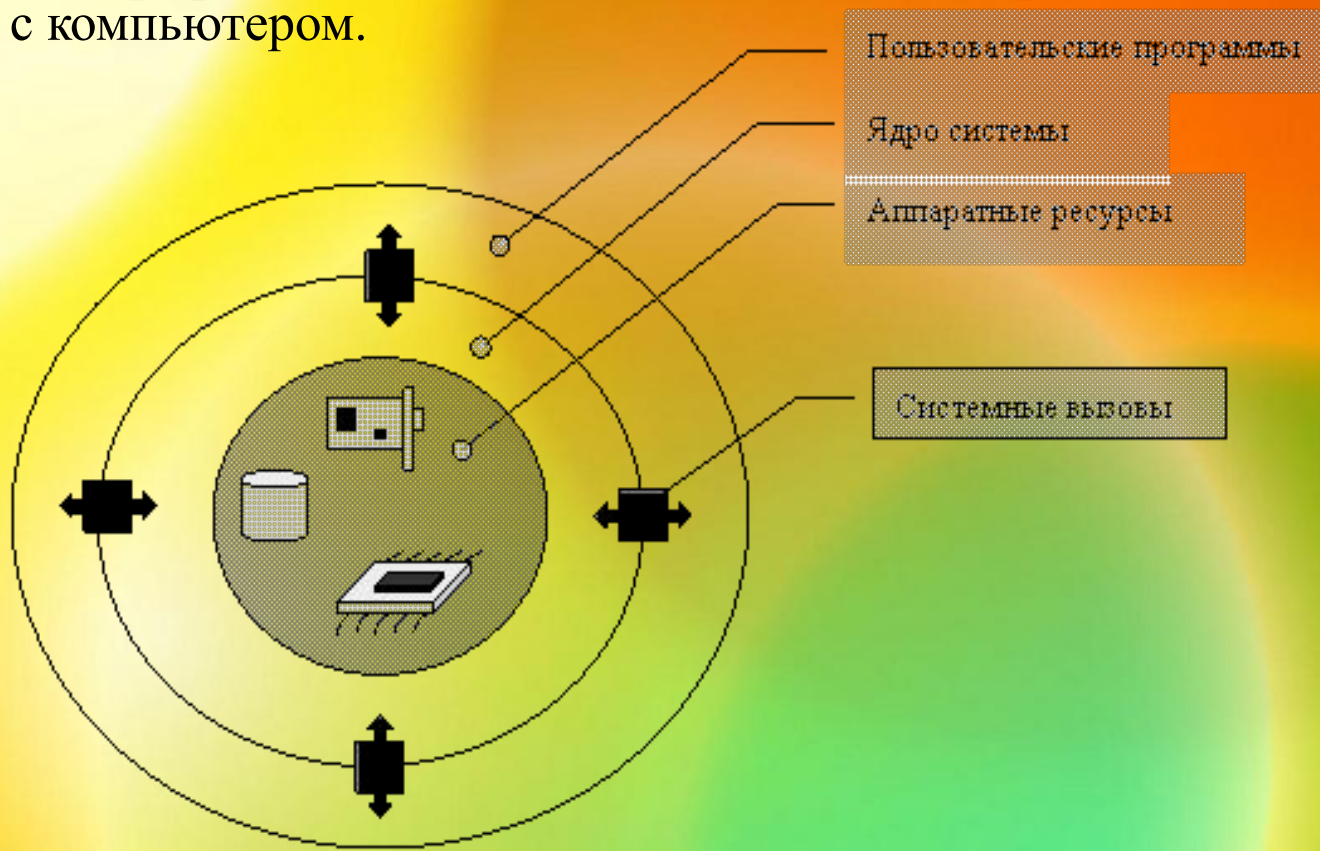 с компьютером.
Пользовательские программы
Ядро системы
Аппаратные ресурсы
Системные вызовы